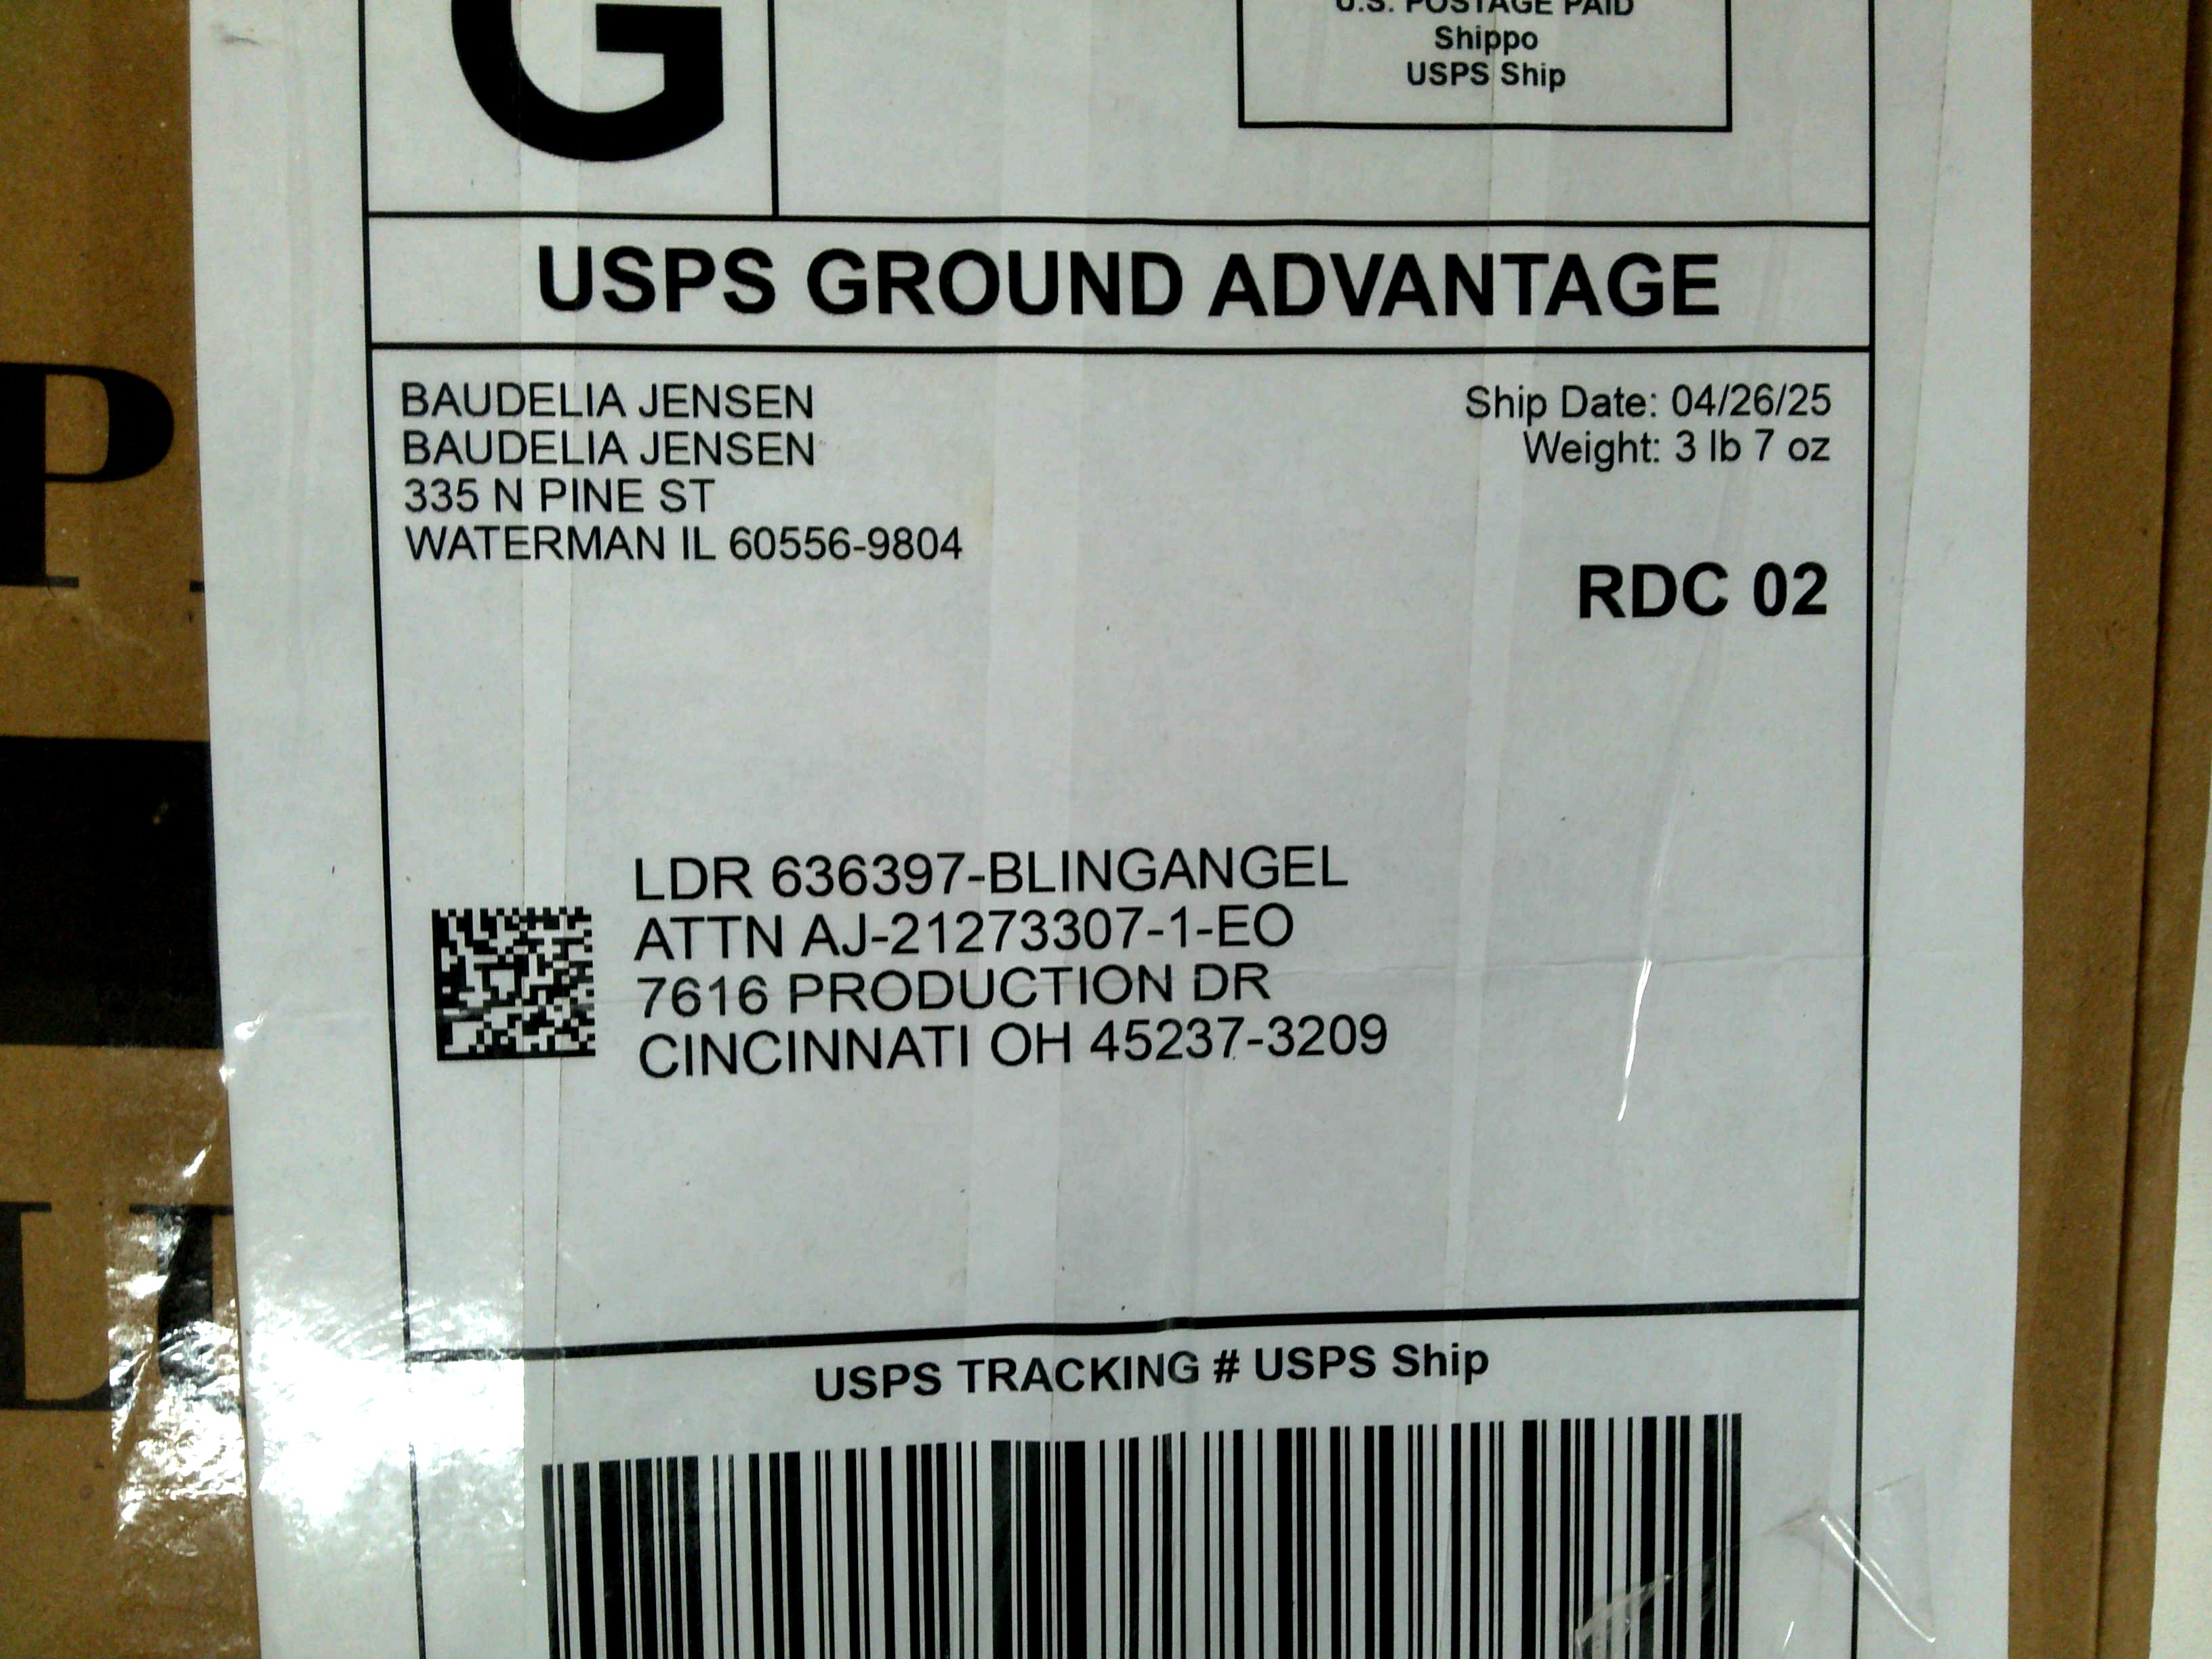 G
U.S. POSTAGE PAID
Shippo
USPS Ship
USPS GROUND ADVANTAGE
BAUDELIA JENSEN
BAUDELIA JENSEN
335 N PINE ST
WATERMAN IL 60556-9804
Ship Date: 04/26/25
Weight: 3 lb 7 oz
RDC 02
LDR 636397-BLINGANGEL
ATTN AJ-21273307-1-EO
7616 PRODUCTION DR
CINCINNATI OH 45237-3209
USPS TRACKING # USPS Ship
P